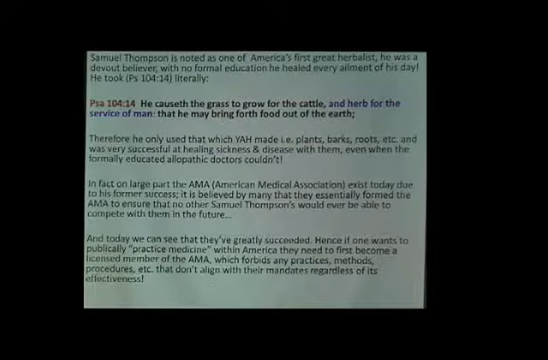 Samuel Thompson is noted as one of America's first great herbalist, he was a
devout believer, with no formal education he healed every ailment of his day!
He took (Ps 104:14) literally:
Psa 104:14 He causeth the grass to grow for the cattle, and herb for the
service of man: that he may bring forth food out of the earth;
Therefore he only used that which YAH made i.e. plants, barks, roots, etc. and
was very successful at healing sickness & disease with them, even when the
formally educated allopathic doctors couldn't!
In fact on large part the AMA (American Medical Association) exist today due
to his former success; it is believed by many that they essentially formed the
AMA to ensure that no other Samuel Thompson's would ever be able to
compete with them in the future...
And today we can see that they've greatly succeeded. Hence if one wants to
publically "practice medicine" within America they need to first become a
licensed member of the AMA, which forbids any practices, methods,
procedures, etc. that don't align with their mandates regardless of its
effectiveness!